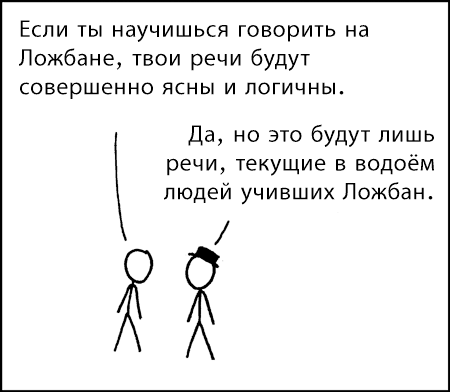 Если ты научишься говорить на
Ложбане, твои речи будут
совершенно ясны и логичны.
Да, но это будут лишь
речи, текущие в водоём
людей учивших Ложбан.